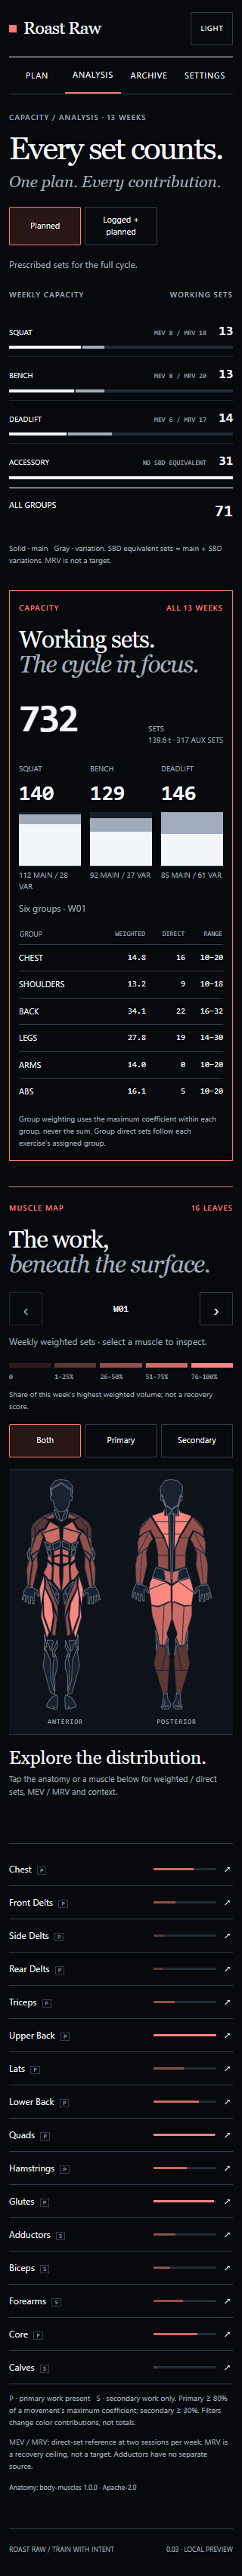 Roast Raw
LIGHT
PLAN ANALYSIS ARCHIVE SETTINGS
CAPACITY / ANALYSIS · 13 WEEKS
Every set counts.
One plan. Every contribution.
Planned
Logged +
planned
Prescribed sets for the full cycle.
WEEKLY CAPACITY WORKING SETS
SQUAT MEV 8 / MRV 18 13
BENCH MEV 8 / MRV 20 13
DEADLIFT MEV 6 / MRV 17 14
ACCESSORY NO SBD EQUIVALENT 31
ALL GROUPS 71
Solid · main Gray · variation. SBD equivalent sets = main + SBD
variations. MRV is not a target.
CAPACITY ALL 13 WEEKS
Working sets.
The cycle in focus.
732
SETS
139.6 t · 317 AUX SETS
SQUAT BENCH DEADLIFT
140 129 146
112 MAIN / 28
VAR
92 MAIN / 37 VAR
85 MAIN / 61 VAR
Six groups · W01
GROUP WEIGHTED DIRECT RANGE
CHEST 14.8 16 10–20
SHOULDERS 13.2 9 10–18
BACK 34.1 22 16–32
LEGS 27.8 19 14–30
ARMS 14.0 0 10–20
ABS 16.1 5 10–20
Group weighting uses the maximum coefficient within each
group, never the sum. Group direct sets follow each
exercise's assigned group.
MUSCLE MAP 16 LEAVES
The work,
beneath the surface.
‹ W01 ›
Weekly weighted sets · select a muscle to inspect.
0 1–25% 26–50% 51–75% 76–100%
Share of this week's highest weighted volume; not a recovery
score.
Both Primary Secondary
ANTERIOR POSTERIOR
Explore the distribution.
Tap the anatomy or a muscle below for weighted / direct
sets, MEV / MRV and context.
Chest P ↗
Front Delts P ↗
Side Delts P ↗
Rear Delts P ↗
Triceps P ↗
Upper Back P ↗
Lats P ↗
Lower Back P ↗
Quads P ↗
Hamstrings P ↗
Glutes P ↗
Adductors S ↗
Biceps S ↗
Forearms S ↗
Core P ↗
Calves S ↗
P · primary work present S · secondary work only. Primary ≥ 80%
of a movement's maximum coefficient; secondary ≥ 30%. Filters
change color contributions, not totals.
MEV / MRV: direct-set reference at two sessions per week. MRV is
a recovery ceiling, not a target. Adductors have no separate
source.
Anatomy: body-muscles 1.0.0 · Apache-2.0
ROAST RAW / TRAIN WITH INTENT 0.03 · LOCAL PREVIEW